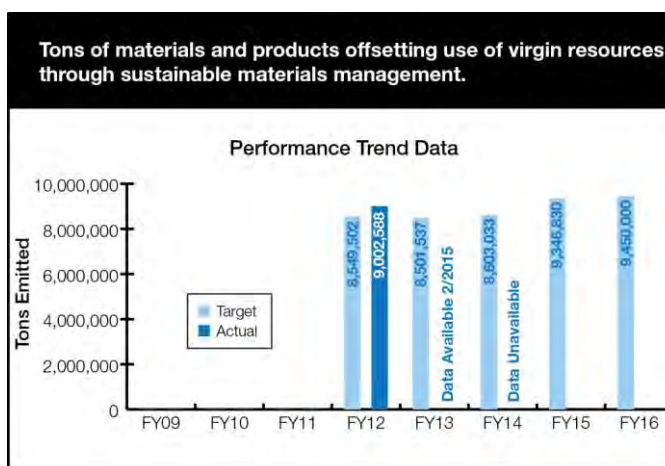 Tons of materials and products offsetting use of virgin resources
through sustainable materials management.
Performance Trend Data
Tons Emitted
10,000,000
8,000,000
6,000,000
4,000,000
2,000,000
0
Target
Actual
8,549,502
9,002,588
8,501,537
Data Available 2/2015
8,603,033
Data Unavailable
9,346,830
9,450,000
FY09 FY10 FY11 FY12 FY13 FY14 FY15 FY16